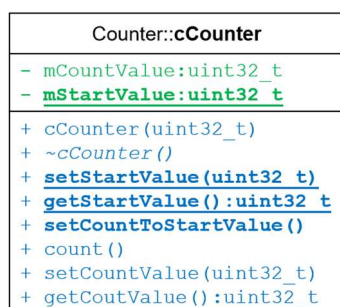 Counter::cCounter
- mCountValue:uint32_t
- mStartValue:uint32_t
+ cCounter(uint32_t)
+ ~cCounter()
+ setStartValue(uint32_t)
+ getStartValue():uint32_t
+ setCountToStartValue()
+ count()
+ setCountValue(uint32_t)
+ getCoutValue():uint32_t